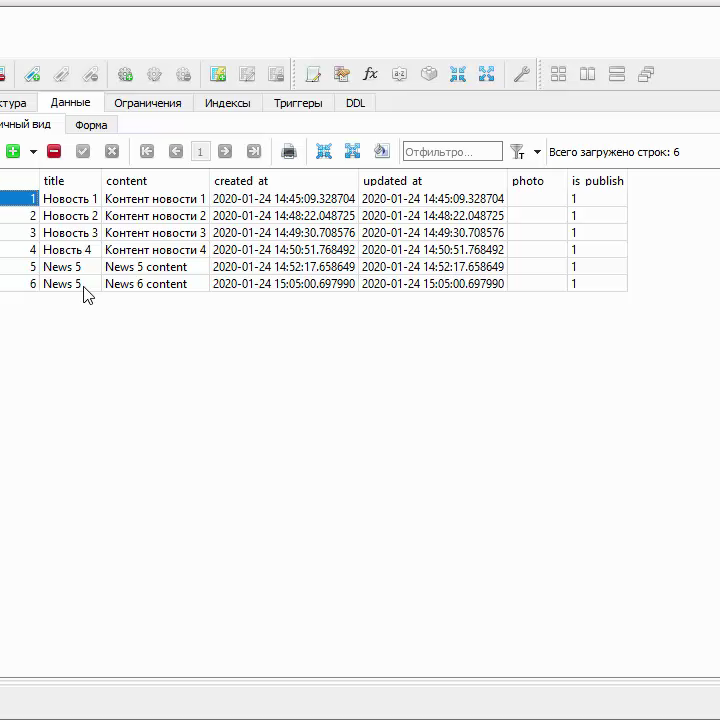 fx a-z
ктура Данные Ограничения Индексы Триггеры DDL
ичный вид Форма
1 Отфильтро... T Всего загружено строк: 6
title content created_at updated_at photo is_publish
1 Новость 1 Контент новости 1 2020-01-24 14:45:09.328704 2020-01-24 14:45:09.328704 1
2 Новость 2 Контент новости 2 2020-01-24 14:48:22.048725 2020-01-24 14:48:22.048725 1
3 Новость 3 Контент новости 3 2020-01-24 14:49:30.708576 2020-01-24 14:49:30.708576 1
4 Новсть 4 Контент новости 4 2020-01-24 14:50:51.768492 2020-01-24 14:50:51.768492 1
5 News 5 News 5 content 2020-01-24 14:52:17.658649 2020-01-24 14:52:17.658649 1
6 News 5 News 6 content 2020-01-24 15:05:00.697990 2020-01-24 15:05:00.697990 1